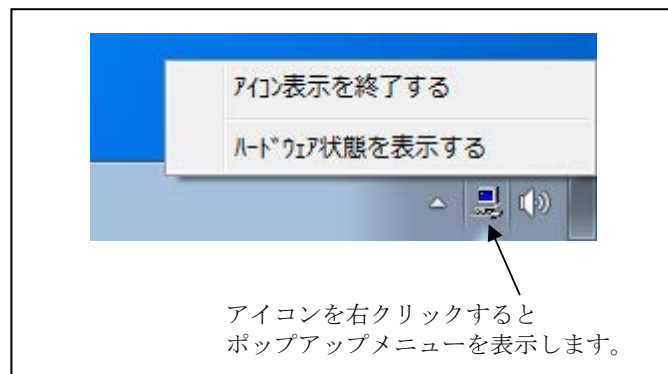 ｱｲｺﾝ表示を終了する
ﾊｰﾄﾞｳｪｱ状態を表示する
アイコンを右クリックすると
ポップアップメニューを表示します。